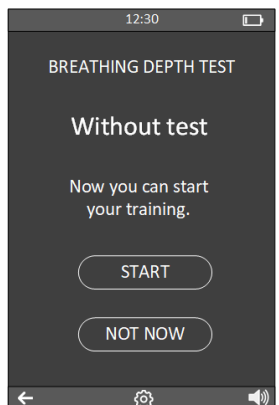 12:30
BREATHING DEPTH TEST
Without test
Now you can start
your training.
START
NOT NOW